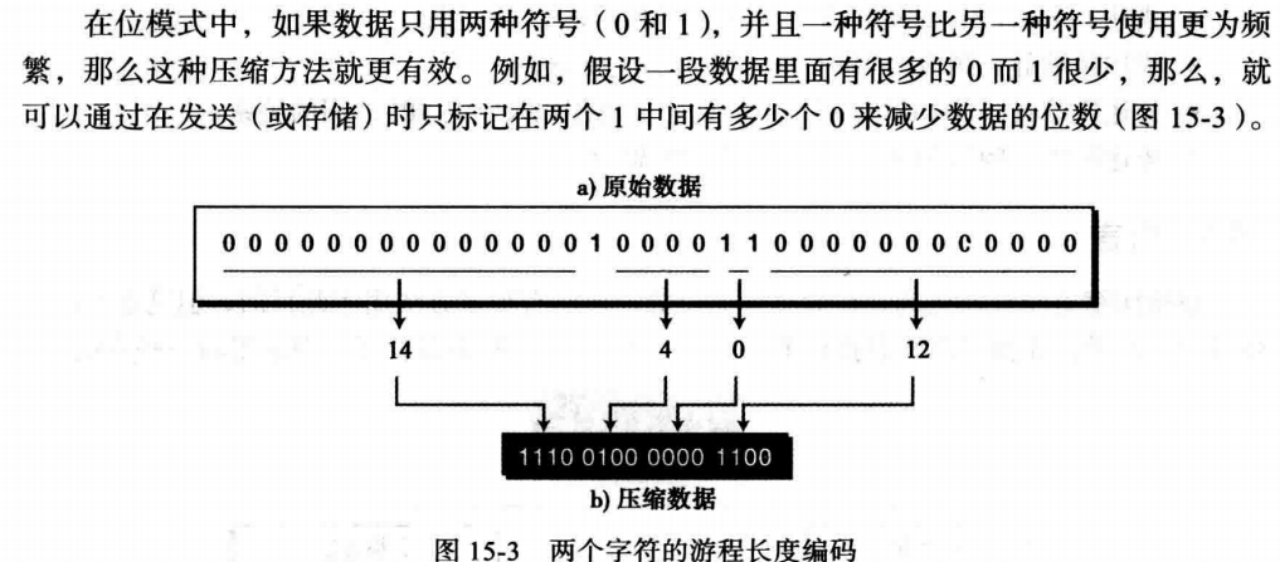 在位模式中，如果数据只用两种符号（0 和 1），并且一种符号比另一种符号使用更为频
繁，那么这种压缩方法就更有效。例如，假设一段数据里面有很多的 0 而 1 很少，那么，就
可以通过在发送（或存储）时只标记在两个 1 中间有多少个 0 来减少数据的位数（图 15-3）。
a) 原始数据
0 0 0 0 0 0 0 0 0 0 0 0 0 0 1 0 0 0 0 1 1 0 0 0 0 0 0 0 C 0 0 0 0
14 4 0 12
1110 0100 0000 1100
b) 压缩数据
图 15-3 两个字符的游程长度编码